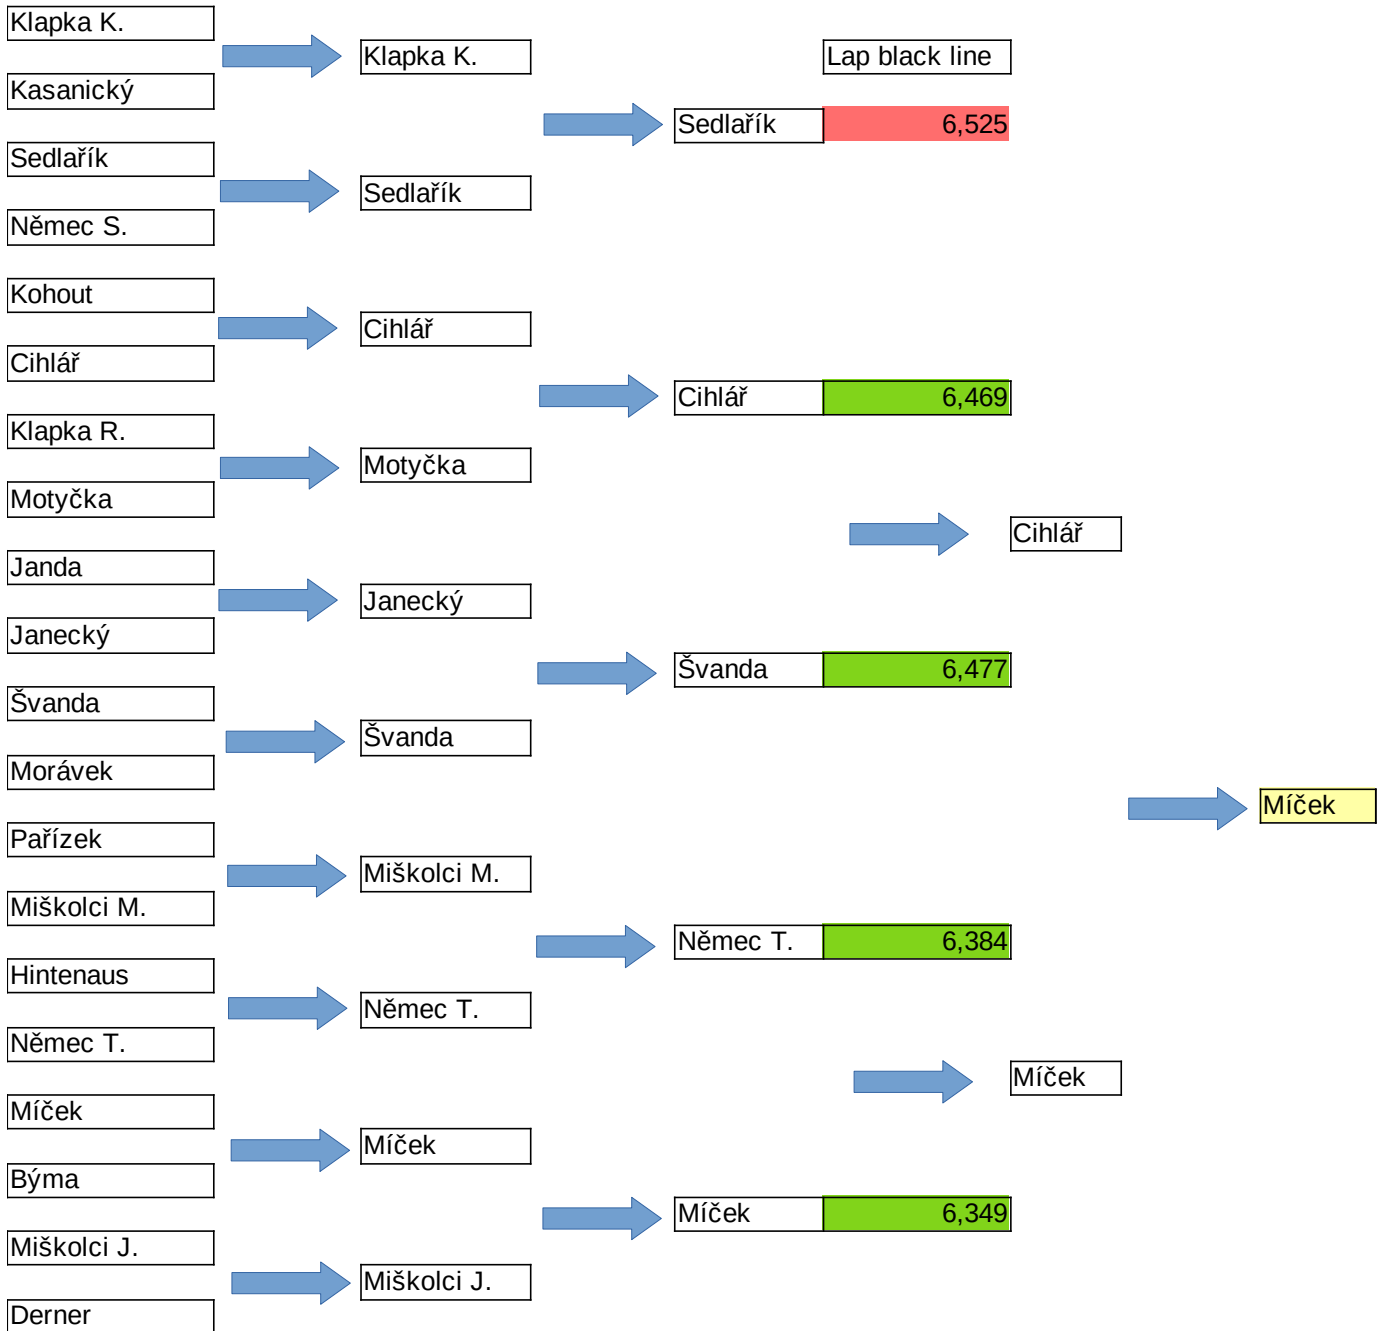 Klapka K.
Kasanický
Sedlařík
Němec S.
Kohout
Cihlář
Klapka R.
Motyčka
Janda
Janecký
Švanda
Morávek
Pařízek
Miškolci M.
Hintenaus
Němec T.
Míček
Býma
Miškolci J.
Derner
Klapka K.
Sedlařík
Cihlář
Motyčka
Janecký
Švanda
Miškolci M.
Němec T.
Míček
Miškolci J.
Lap black line
Sedlařík 6,525
Cihlář 6,469
Švanda 6,477
Němec T. 6,384
Míček 6,349
Cihlář
Míček
Míček